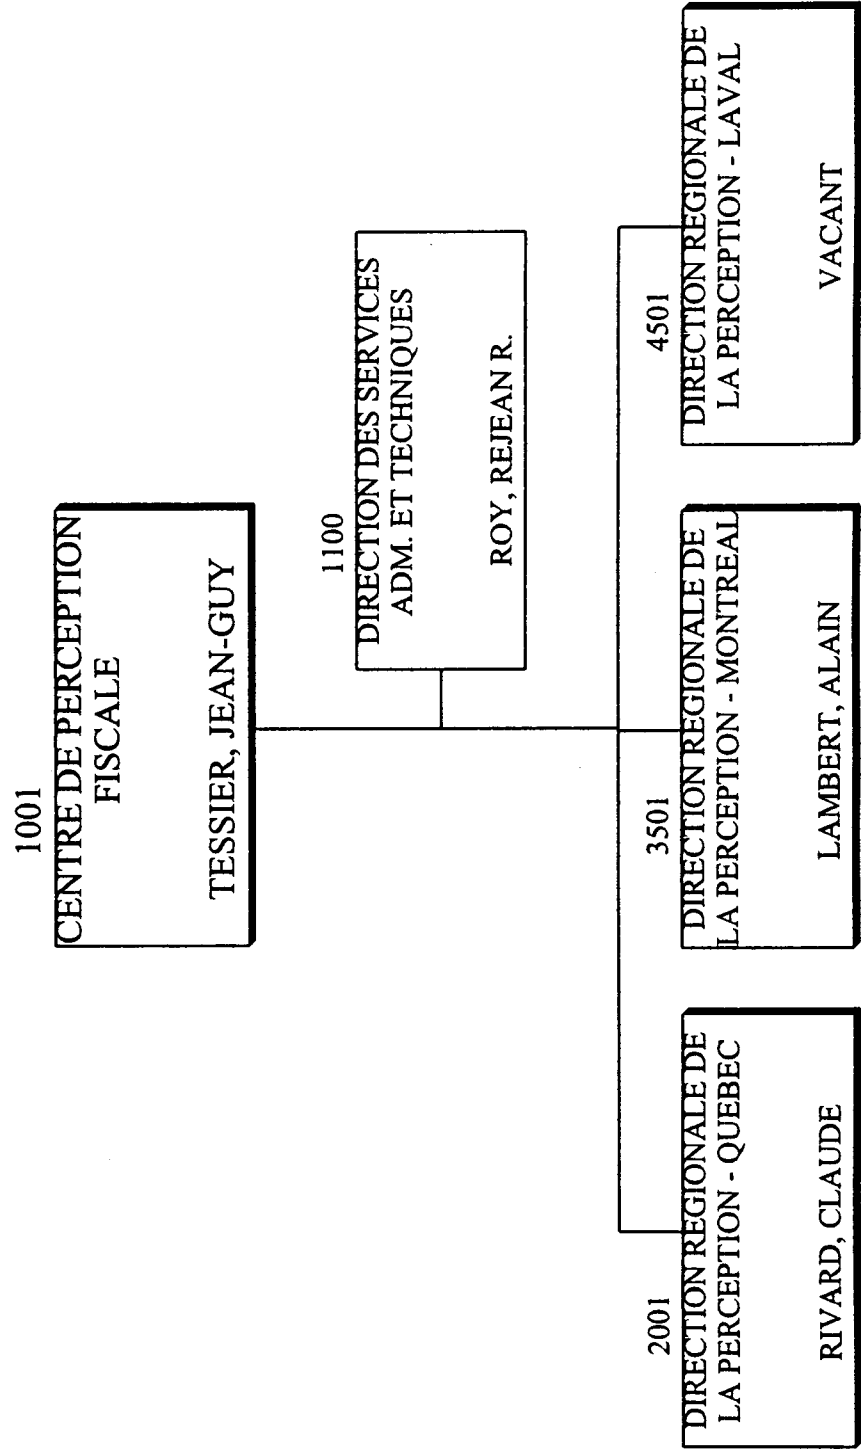 1001
CENTRE DE PERCEPTION
FISCALE
TESSIER, JEAN-GUY
1100
DIRECTION DES SERVICES
ADM. ET TECHNIQUES
ROY, REJEAN R.
2001
DIRECTION REGIONALE DE
LA PERCEPTION - QUEBEC
RIVARD, CLAUDE
3501
DIRECTION REGIONALE DE
LA PERCEPTION - MONTREAL
LAMBERT, ALAIN
4501
DIRECTION REGIONALE DE
LA PERCEPTION - LAVAL
VACANT